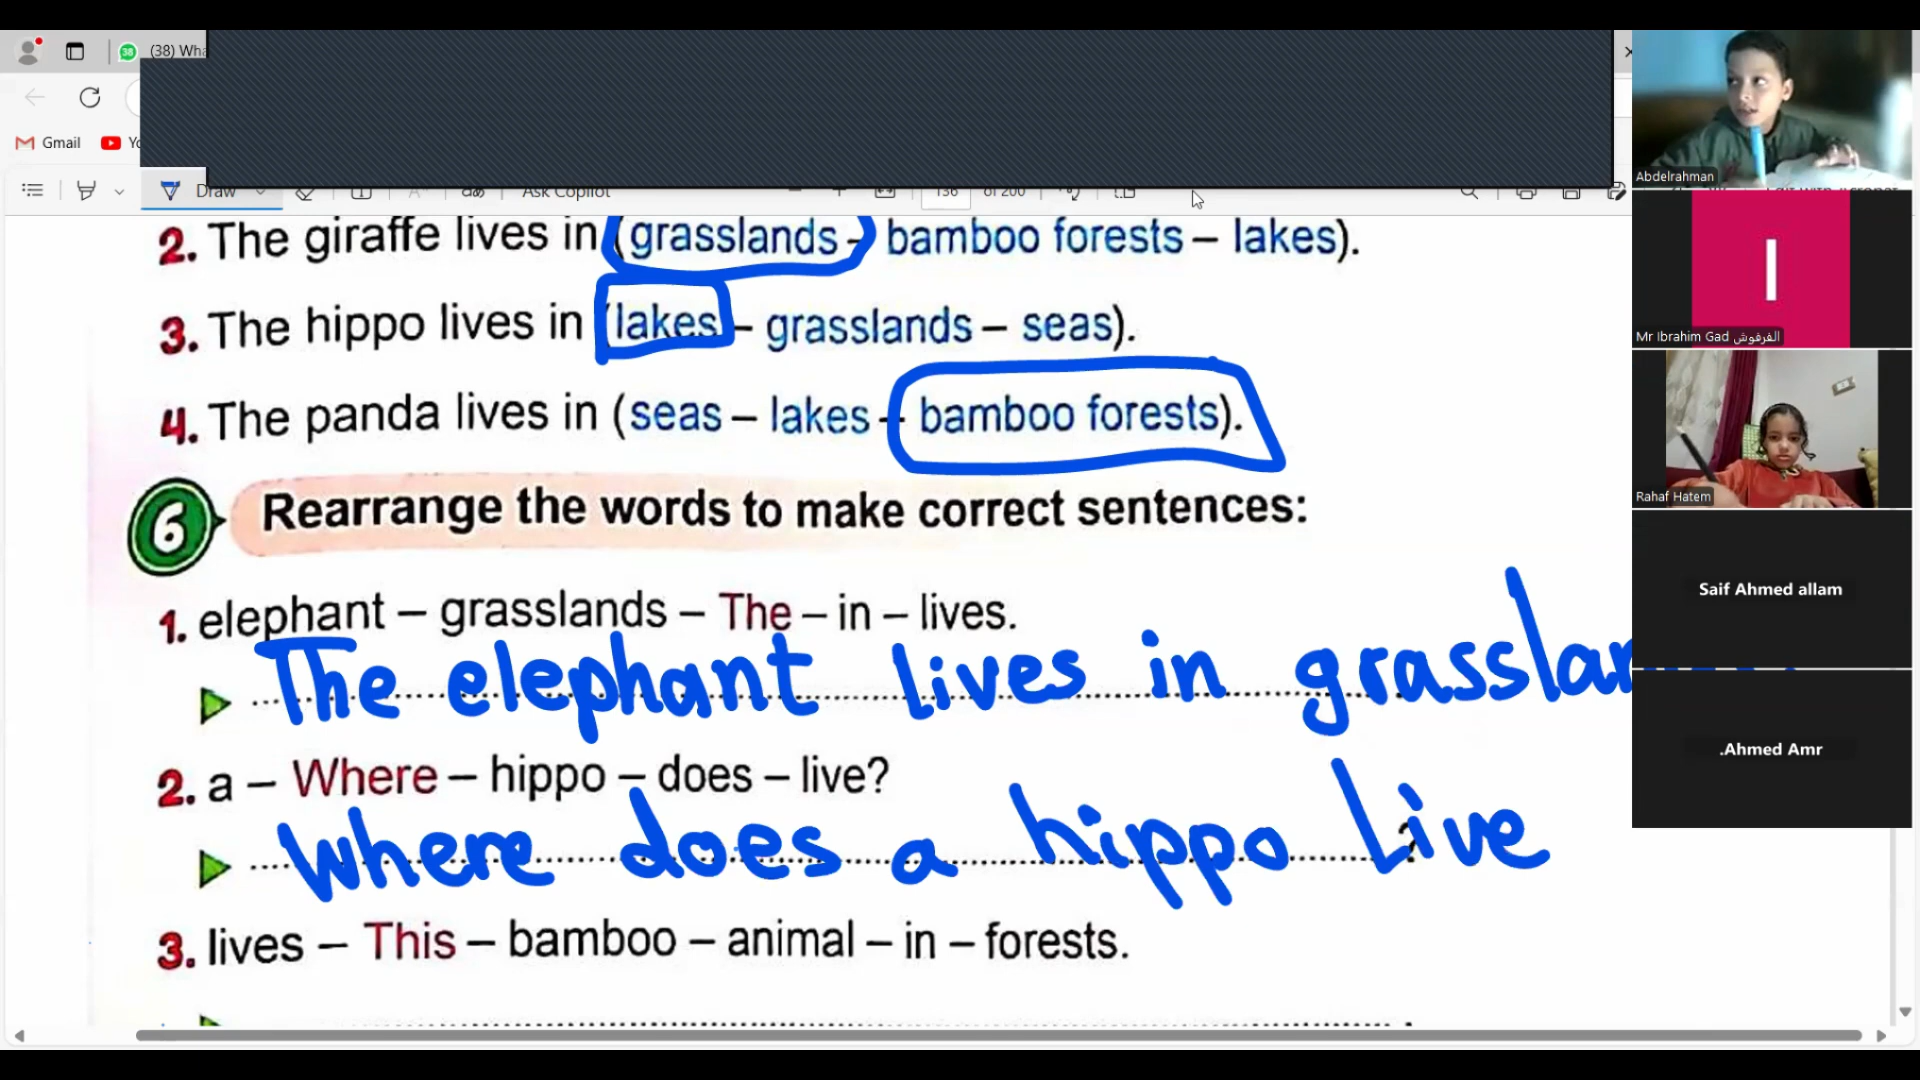 (38) Wha
Gmail
Draw
Ask Copilot
136 of 200
2. The giraffe lives in (grasslands - bamboo forests – lakes).
3. The hippo lives in (lakes – grasslands – seas).
4. The panda lives in (seas – lakes – bamboo forests).
6 Rearrange the words to make correct sentences:
1. elephant – grasslands – The – in – lives.
The elephant lives in grasslan
2. a – Where – hippo – does – live?
Where does a hippo Live ?
3. lives – This – bamboo – animal – in – forests.
Abdelrahman
I
Mr Ibrahim Gad الفرفوش
Rahaf Hatem
Saif Ahmed allam
.Ahmed Amr